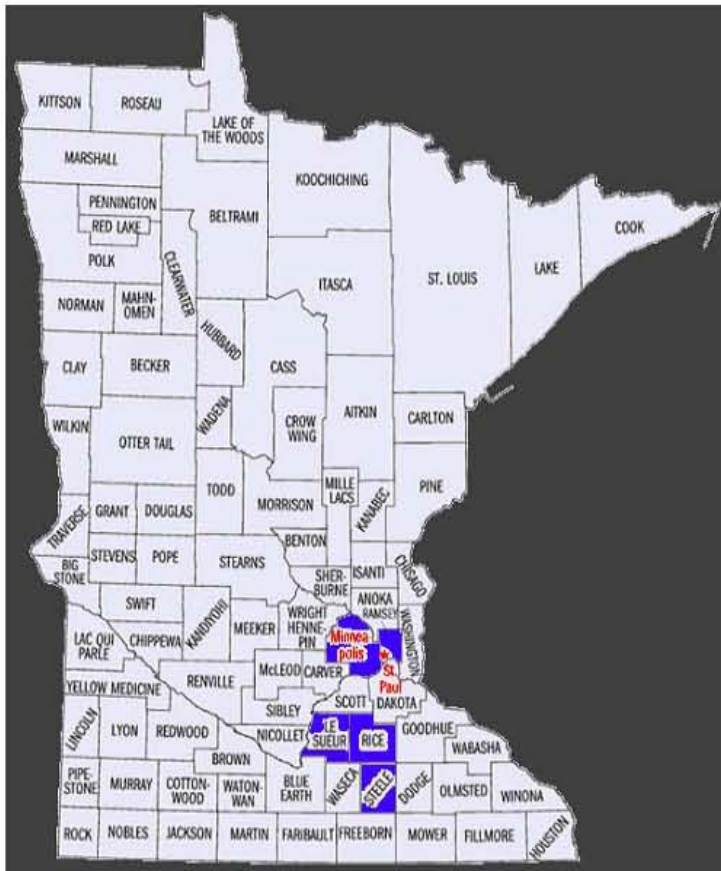 KITTSON
ROSEAU
LAKE OF
THE WOODS
MARSHALL
KOOCHICHING
PENNINGTON
RED LAKE
BELTRAMI
POLK
CLEARWATER
COOK
LAKE
ST. LOUIS
ITASCA
NORMAN
MAHN-
OMEN
HUBBARD
CLAY
BECKER
CASS
WADENA
AITKIN
CARLTON
CROW
WING
WILKIN
OTTER TAIL
TODD
MILLE
LACS
PINE
KANABEC
MORRISON
TRAVERSE
GRANT
DOUGLAS
BENTON
BIG
STONE
STEVENS
POPE
STEARNS
SHER-
BURNE
ISANTI
CHISAGO
SWIFT
KANDIYOHI
MEEKER
WRIGHT
HENNE-
PIN
ANOKA
RAMSEY
WASHINGTON
Minnea
polis
St.
Paul
LAC QUI
PARLE
CHIPPEWA
McLEOD
CARVER
RENVILLE
YELLOW MEDICINE
SCOTT
DAKOTA
SIBLEY
LINCOLN
LYON
REDWOOD
NICOLLET
LE
SUEUR
RICE
GOODHUE
WABASHA
BROWN
PIPE-
STONE
MURRAY
COTTON-
WOOD
WATON-
WAN
BLUE
EARTH
WASECA
STEELE
DODGE
OLMSTED
WINONA
ROCK
NOBLES
JACKSON
MARTIN
FARIBAULT
FREEBORN
MOWER
FILLMORE
HOUSTON